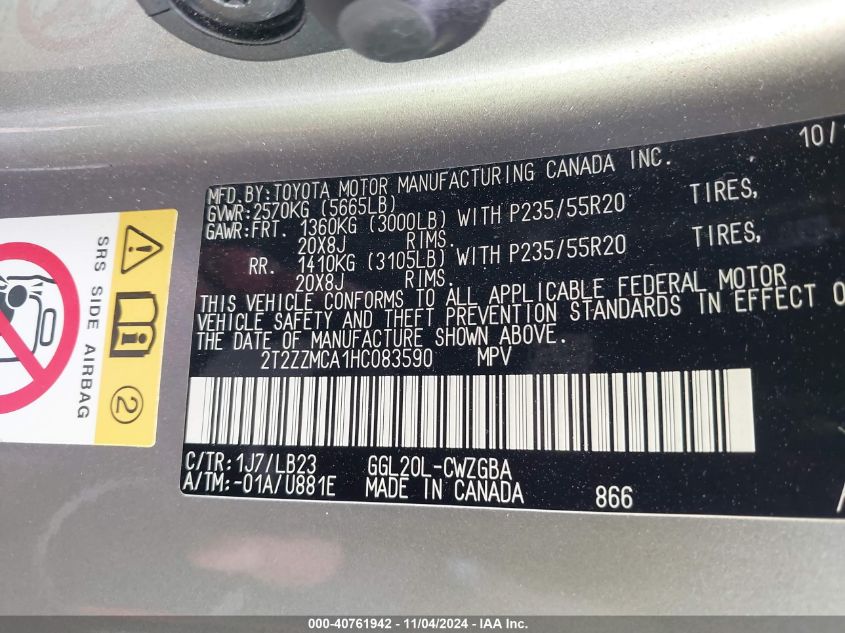 10/
MFD. BY: TOYOTA MOTOR MANUFACTURING CANADA INC.
GVWR: 2570KG (5665LB)
GAWR: FRT. 1360KG (3000LB) WITH P235/55R20 TIRES,
20X8J RIMS.
RR. 1410KG (3105LB) WITH P235/55R20 TIRES,
20X8J RIMS.
THIS VEHICLE CONFORMS TO ALL APPLICABLE FEDERAL MOTOR
VEHICLE SAFETY AND THEFT PREVENTION STANDARDS IN EFFECT O
THE DATE OF MANUFACTURE SHOWN ABOVE.
2T2ZZMCA1HC083590 MPV
C/TR: 1J7/LB23 GGL20L-CWZGBA
A/TM: -01A/U881E MADE IN CANADA 866
SRS SIDE AIRBAG
2
000-40761942 - 11/04/2024 - IAA Inc.